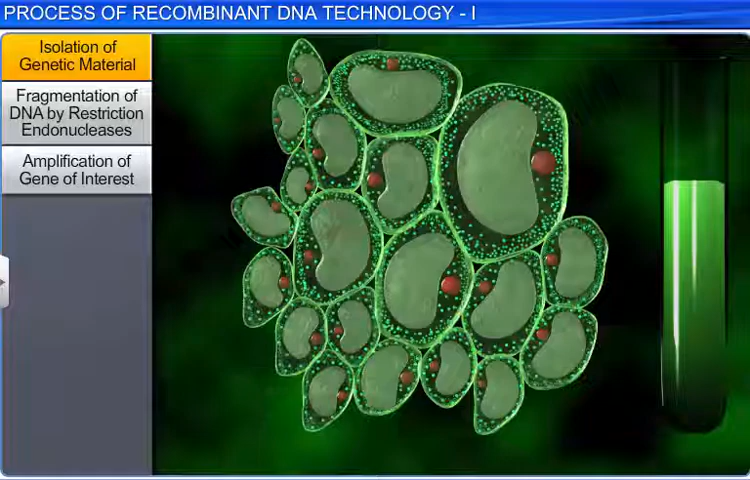 PROCESS OF RECOMBINANT DNA TECHNOLOGY - I
Isolation of
Genetic Material
Fragmentation of
DNA by Restriction
Endonucleases
Amplification of
Gene of Interest